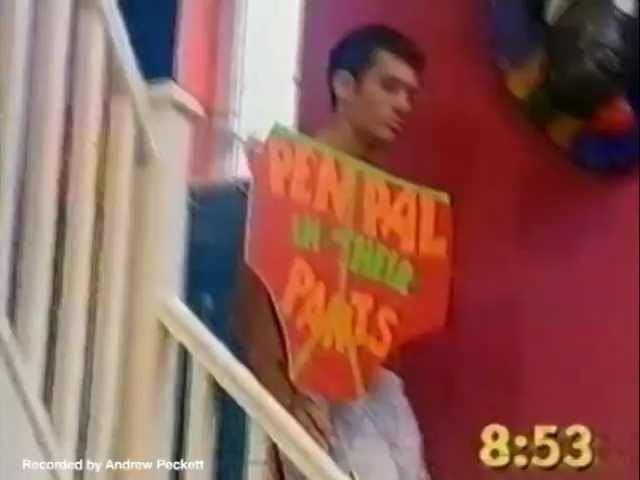 PEN PAL
IN THEIR
PANTS
8:53
Recorded by Andrew Peckett